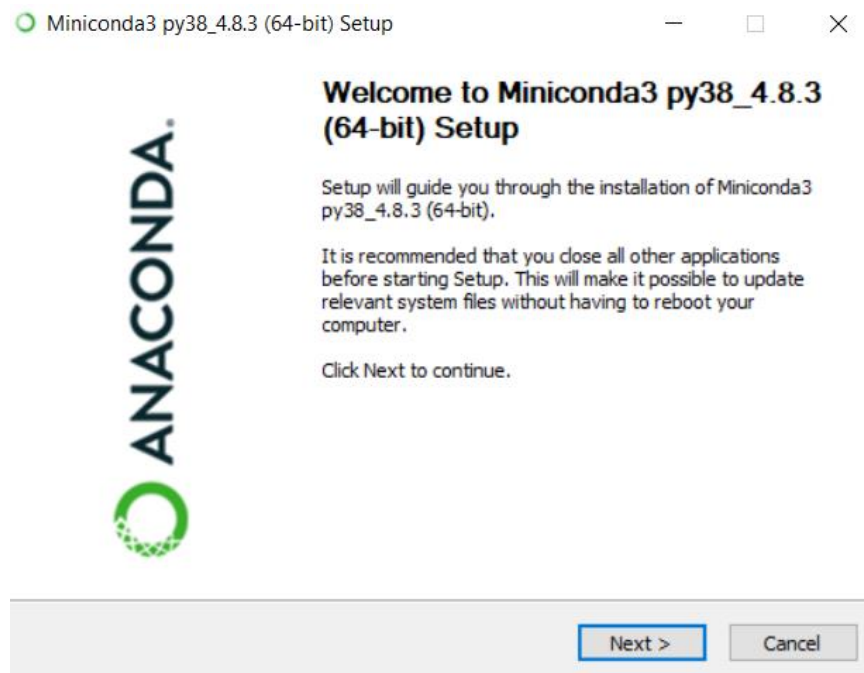 Miniconda3 py38_4.8.3 (64-bit) Setup
ANACONDA.
Welcome to Miniconda3 py38_4.8.3
(64-bit) Setup
Setup will guide you through the installation of Miniconda3
py38_4.8.3 (64-bit).
It is recommended that you close all other applications
before starting Setup. This will make it possible to update
relevant system files without having to reboot your
computer.
Click Next to continue.
Next >
Cancel